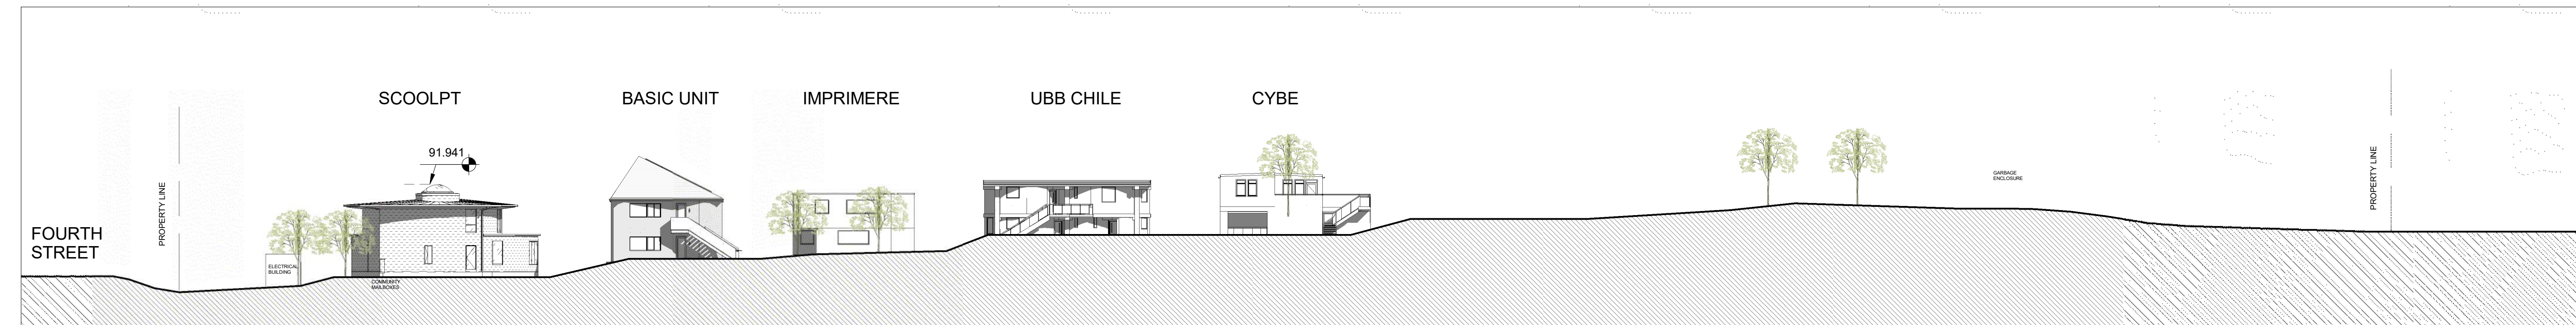 SCOOLPT
BASIC UNIT
IMPRIMERE
UBB CHILE
CYBE
91.941
FOURTH
STREET
PROPERTY LINE
ELECTRICAL
BUILDING
COMMUNITY
MAILBOXES
GARBAGE
ENCLOSURE
PROPERTY LINE